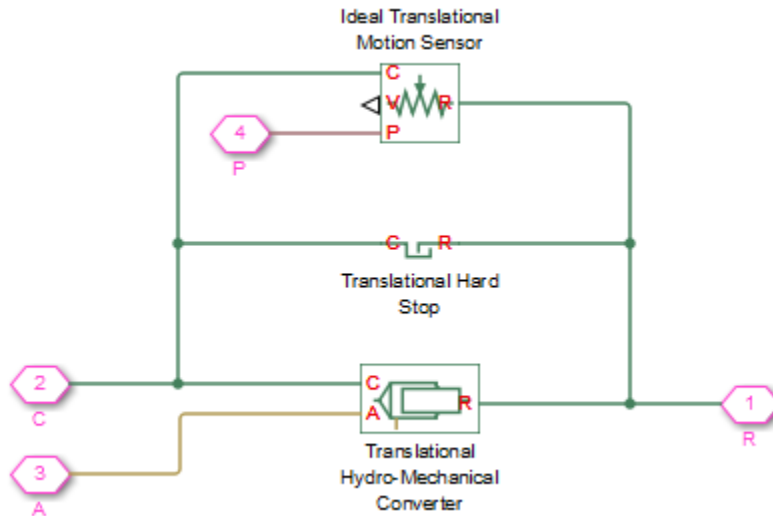 Ideal Translational
Motion Sensor
C
V R
4 P
P
C R
Translational Hard
Stop
2 C
C A R 1
R
3
A
Translational
Hydro-Mechanical
Converter